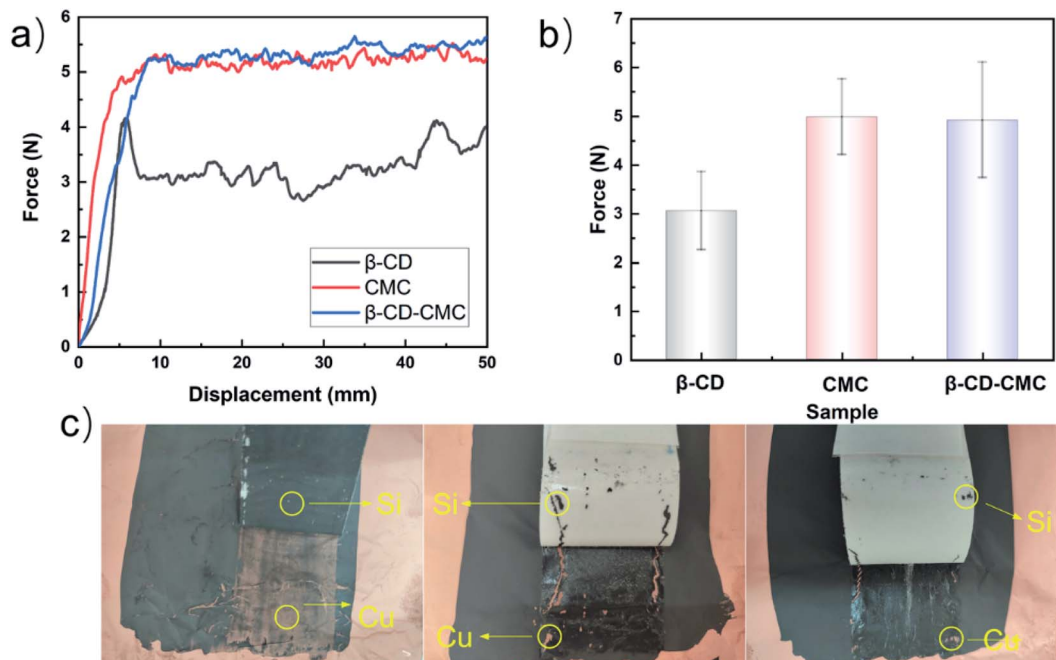 a)
6
5
4
3
2
1
0
Force (N)
β-CD
CMC
β-CD-CMC
0 10 20 30 40 50
Displacement (mm)
b)
7
6
5
4
3
2
1
0
Force (N)
β-CD CMC β-CD-CMC
Sample
c)
Si
Cu
Si
Cu
Si
Cu